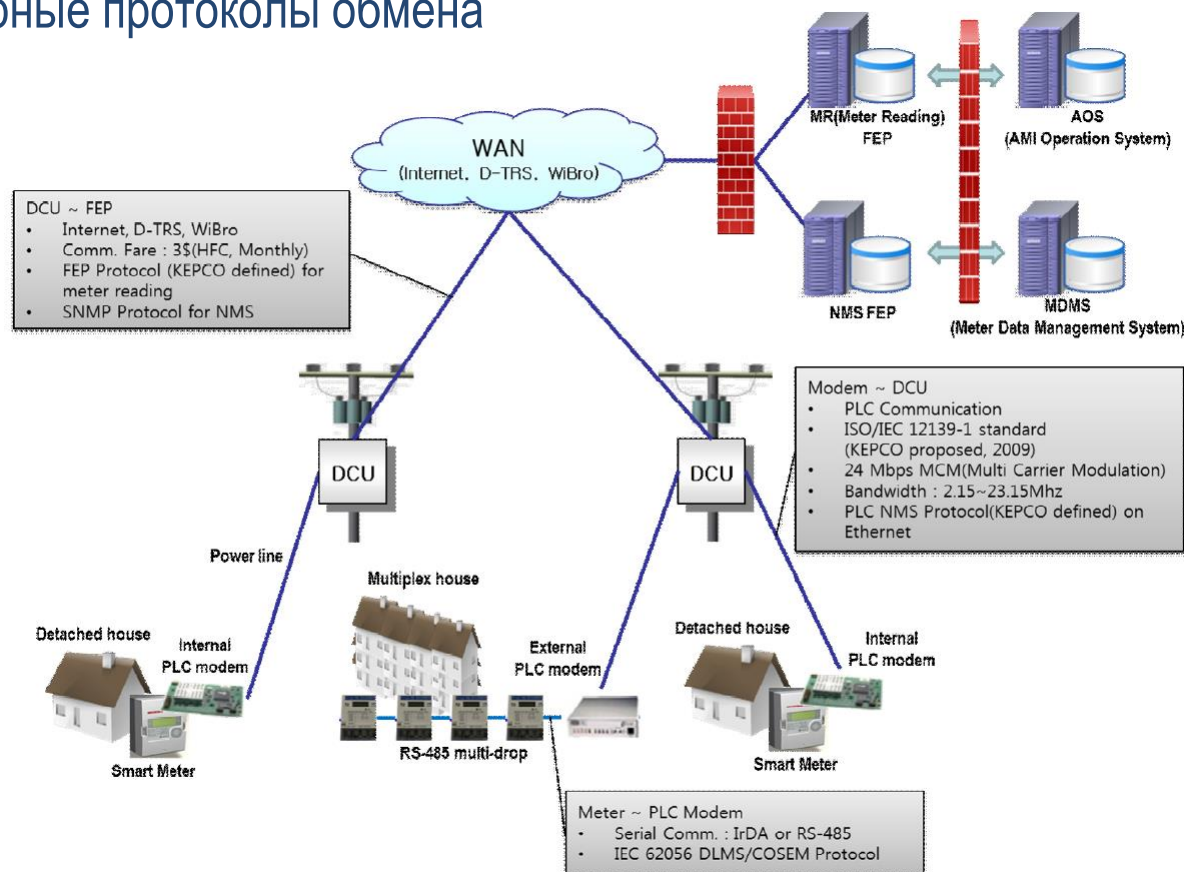 протоколы обмена
WAN
(Internet, D-TRS, WiBro)
MR(Meter Reading)
FEP
AOS
(AMI Operation System)
NMS FEP
MDMS
(Meter Data Management System)
DCU ~ FEP
• Internet, D-TRS, WiBro
• Comm. Fare : 3$(HFC, Monthly)
• FEP Protocol (KEPCO defined) for
meter reading
• SNMP Protocol for NMS
Modem ~ DCU
• PLC Communication
• ISO/IEC 12139-1 standard
(KEPCO proposed, 2009)
• 24 Mbps MCM(Multi Carrier Modulation)
• Bandwidth : 2.15~23.15Mhz
• PLC NMS Protocol(KEPCO defined) on
Ethernet
DCU
DCU
Power line
Multiplex house
Detached house
Internal
PLC modem
External
PLC modem
Detached house
Internal
PLC modem
Smart Meter
RS-485 multi-drop
Smart Meter
Meter ~ PLC Modem
• Serial Comm. : IrDA or RS-485
• IEC 62056 DLMS/COSEM Protocol